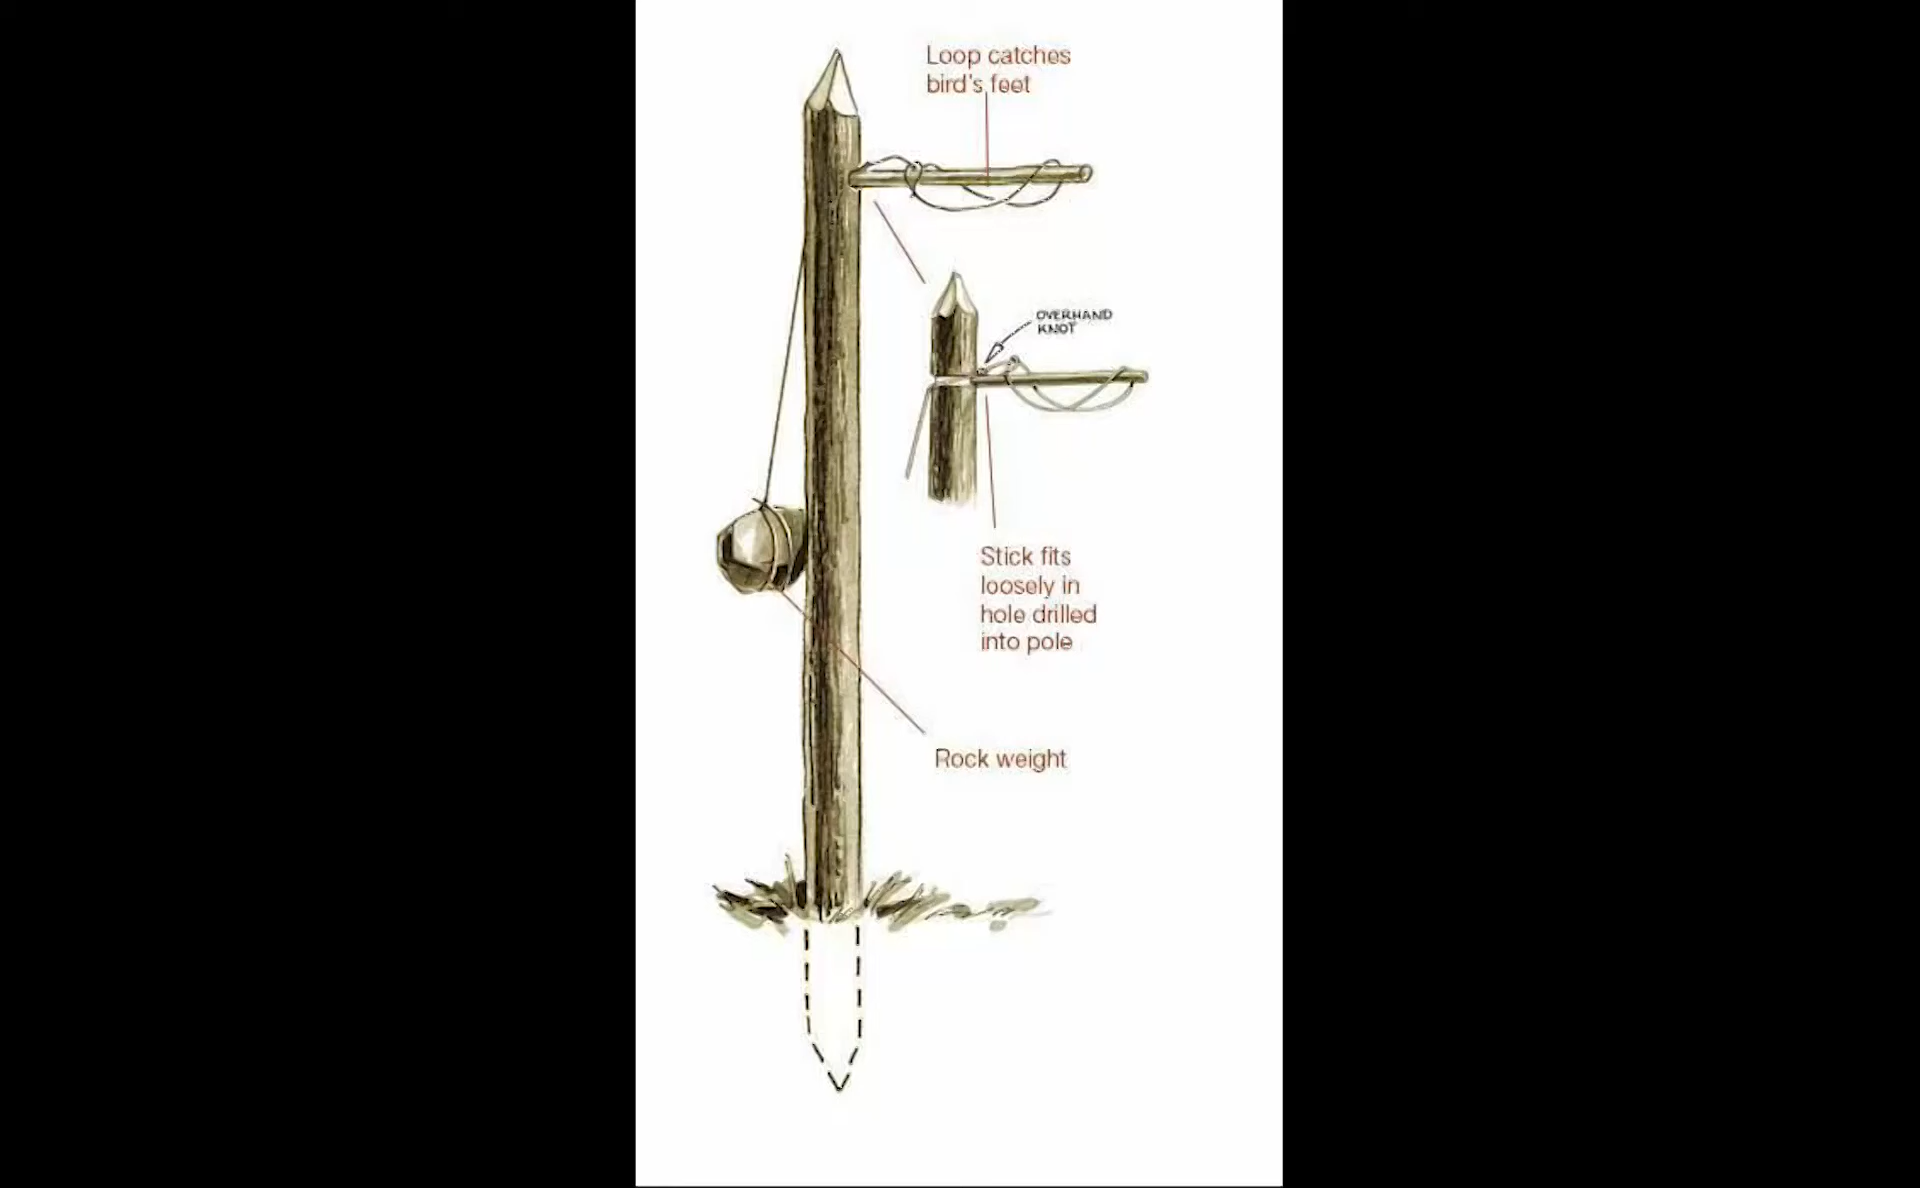 Loop catches
bird's feet
OVERHAND
KNOT
Stick fits
loosely in
hole drilled
into pole
Rock weight